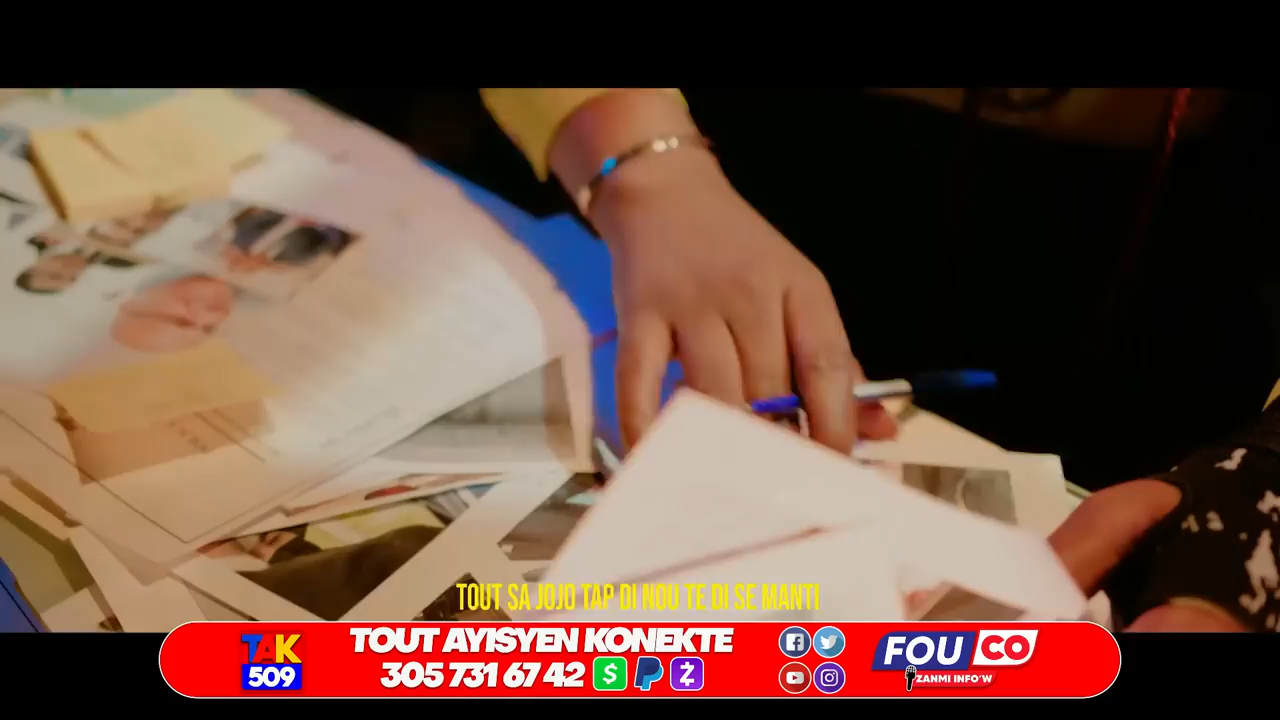 TOUT SA JOJO TAP DI NOU TE DI SE MANTI
TAK
509
TOUT AYISYEN KONEKTE
305 731 67 42
FOU CO
ZANMI INFO'W